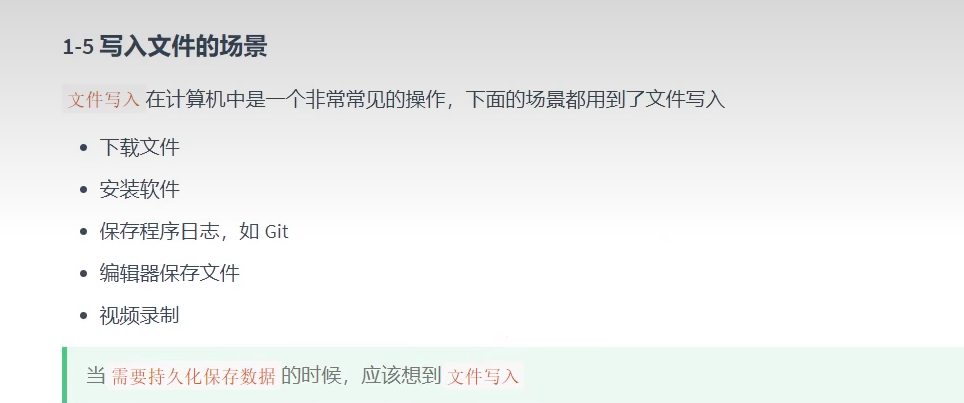 1-5 写入文件的场景
文件写入 在计算机中是一个非常常见的操作，下面的场景都用到了文件写入
• 下载文件
• 安装软件
• 保存程序日志，如 Git
• 编辑器保存文件
• 视频录制
当 需要持久化保存数据 的时候，应该想到 文件写入